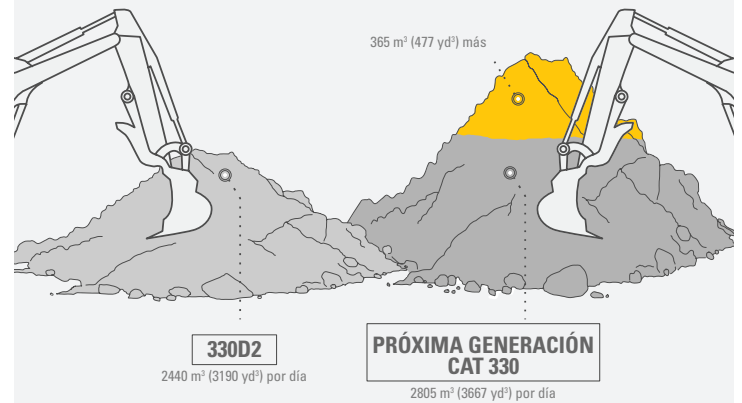 365 m³ (477 yd³) más
330D2
2440 m³ (3190 yd³) por día
PRÓXIMA GENERACIÓN
CAT 330
2805 m³ (3667 yd³) por día